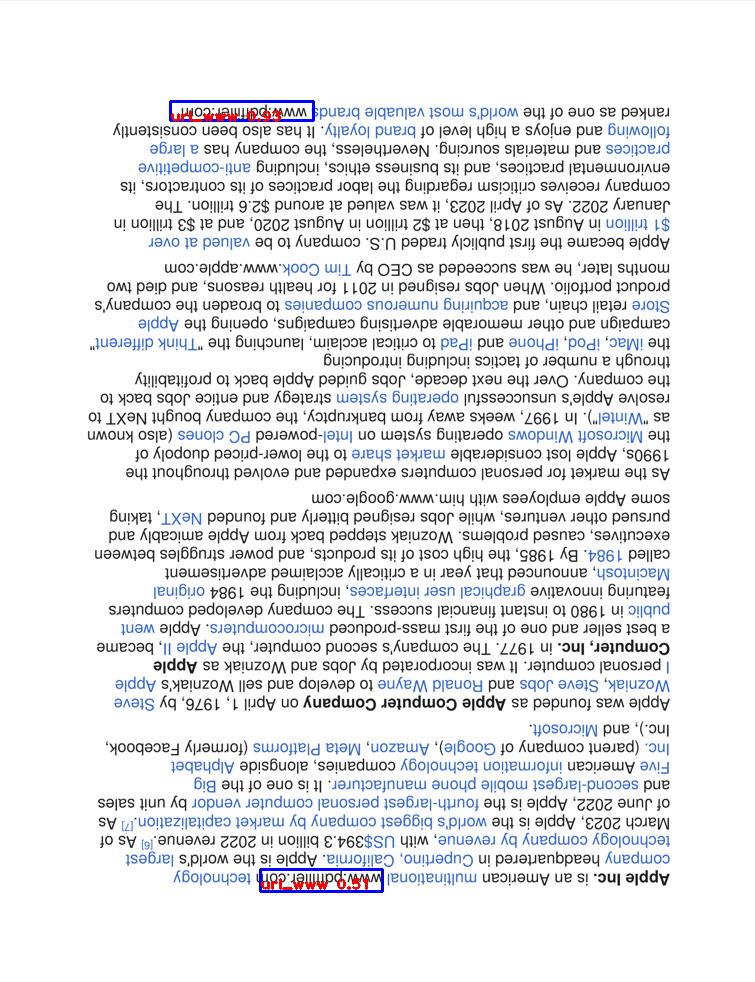 Apple Inc. is an American multinational www.pdffiller.com technology
url_www_0.51
company headquartered in Cupertino, California. Apple is the world's largest
technology company by revenue, with US$394.3 billion in 2022 revenue.[6] As of
March 2023, Apple is the world's biggest company by market capitalization.[7] As
of June 2022, Apple is the fourth-largest personal computer vendor by unit sales
and second-largest mobile phone manufacturer. It is one of the Big
Five American information technology companies, alongside Alphabet
Inc. (parent company of Google), Amazon, Meta Platforms (formerly Facebook,
Inc.), and Microsoft.
Apple was founded as Apple Computer Company on April 1, 1976, by Steve
Wozniak, Steve Jobs and Ronald Wayne to develop and sell Wozniak's Apple
I personal computer. It was incorporated by Jobs and Wozniak as Apple
Computer, Inc. in 1977. The company's second computer, the Apple II, became
a best seller and one of the first mass-produced microcomputers. Apple went
public in 1980 to instant financial success. The company developed computers
featuring innovative graphical user interfaces, including the 1984 original
Macintosh, announced that year in a critically acclaimed advertisement
called 1984. By 1985, the high cost of its products, and power struggles between
executives, caused problems. Wozniak stepped back from Apple amicably and
pursued other ventures, while Jobs resigned bitterly and founded NeXT, taking
some Apple employees with him.www.google.com
As the market for personal computers expanded and evolved throughout the
1990s, Apple lost considerable market share to the lower-priced duopoly of
the Microsoft Windows operating system on Intel-powered PC clones (also known
as "Wintel"). In 1997, weeks away from bankruptcy, the company bought NeXT to
resolve Apple's unsuccessful operating system strategy and entice Jobs back to
the company. Over the next decade, Jobs guided Apple back to profitability
through a number of tactics including introducing
the iMac, iPod, iPhone and iPad to critical acclaim, launching the "Think different"
campaign and other memorable advertising campaigns, opening the Apple
Store retail chain, and acquiring numerous companies to broaden the company's
product portfolio. When Jobs resigned in 2011 for health reasons, and died two
months later, he was succeeded as CEO by Tim Cook.www.apple.com
Apple became the first publicly traded U.S. company to be valued at over
$1 trillion in August 2018, then at $2 trillion in August 2020, and at $3 trillion in
January 2022. As of April 2023, it was valued at around $2.6 trillion. The
company receives criticism regarding the labor practices of its contractors, its
environmental practices, and its business ethics, including anti-competitive
practices and materials sourcing. Nevertheless, the company has a large
following and enjoys a high level of brand loyalty. It has also been consistently
ranked as one of the world's most valuable brands www.pdffiller.com
url_www_0.93